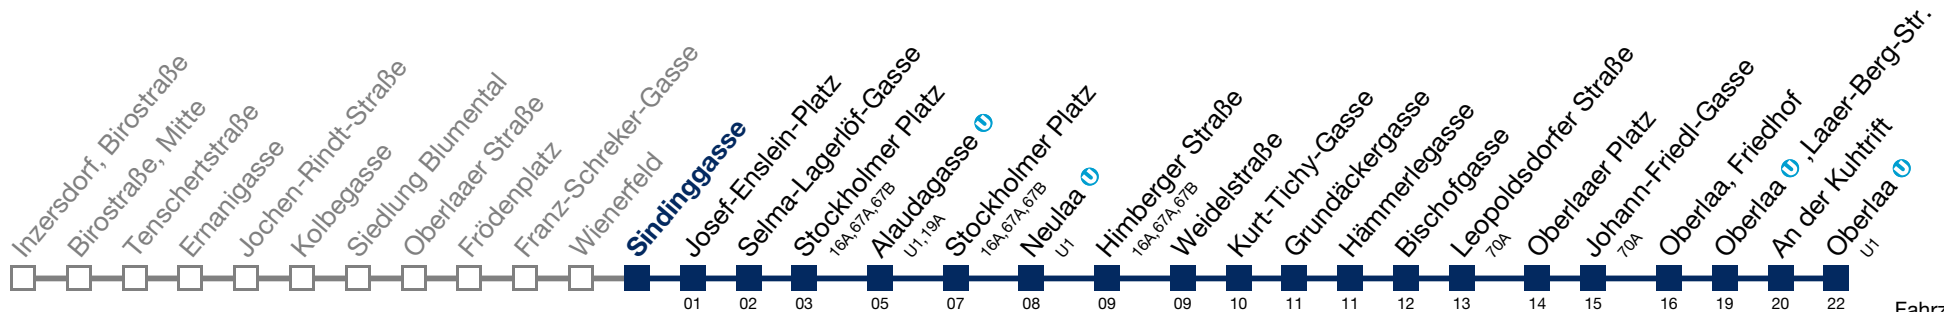 Inzersdorf, Birostraße
Birostraße, Mitte
Tenschertstraße
Ernanigasse
Jochen-Rindt-Straße
Kolbegasse
Siedlung Blumental
Oberlaaer Straße
Frödenplatz
Franz-Schreker-Gasse
Wienerfeld
Sindinggasse
Josef-Enslein-Platz
01
Selma-Lagerlöf-Gasse
02
Stockholmer Platz
16A,67A,67B
03
Alaudagasse U
U1,19A
05
Stockholmer Platz
16A,67A,67B
07
Neulaa U
U1
08
Himberger Straße
16A,67A,67B
09
Weidelstraße
09
Kurt-Tichy-Gasse
10
Grundäckergasse
11
Hämmerlegasse
11
Bischofgasse
12
Leopoldsdorfer Straße
70A
13
Oberlaaer Platz
14
Johann-Friedl-Gasse
70A
15
Oberlaa, Friedhof
16
Oberlaa U ,Laaer-Berg-Str.
19
An der Kuhtrift
20
Oberlaa U
U1
22
Fahrz